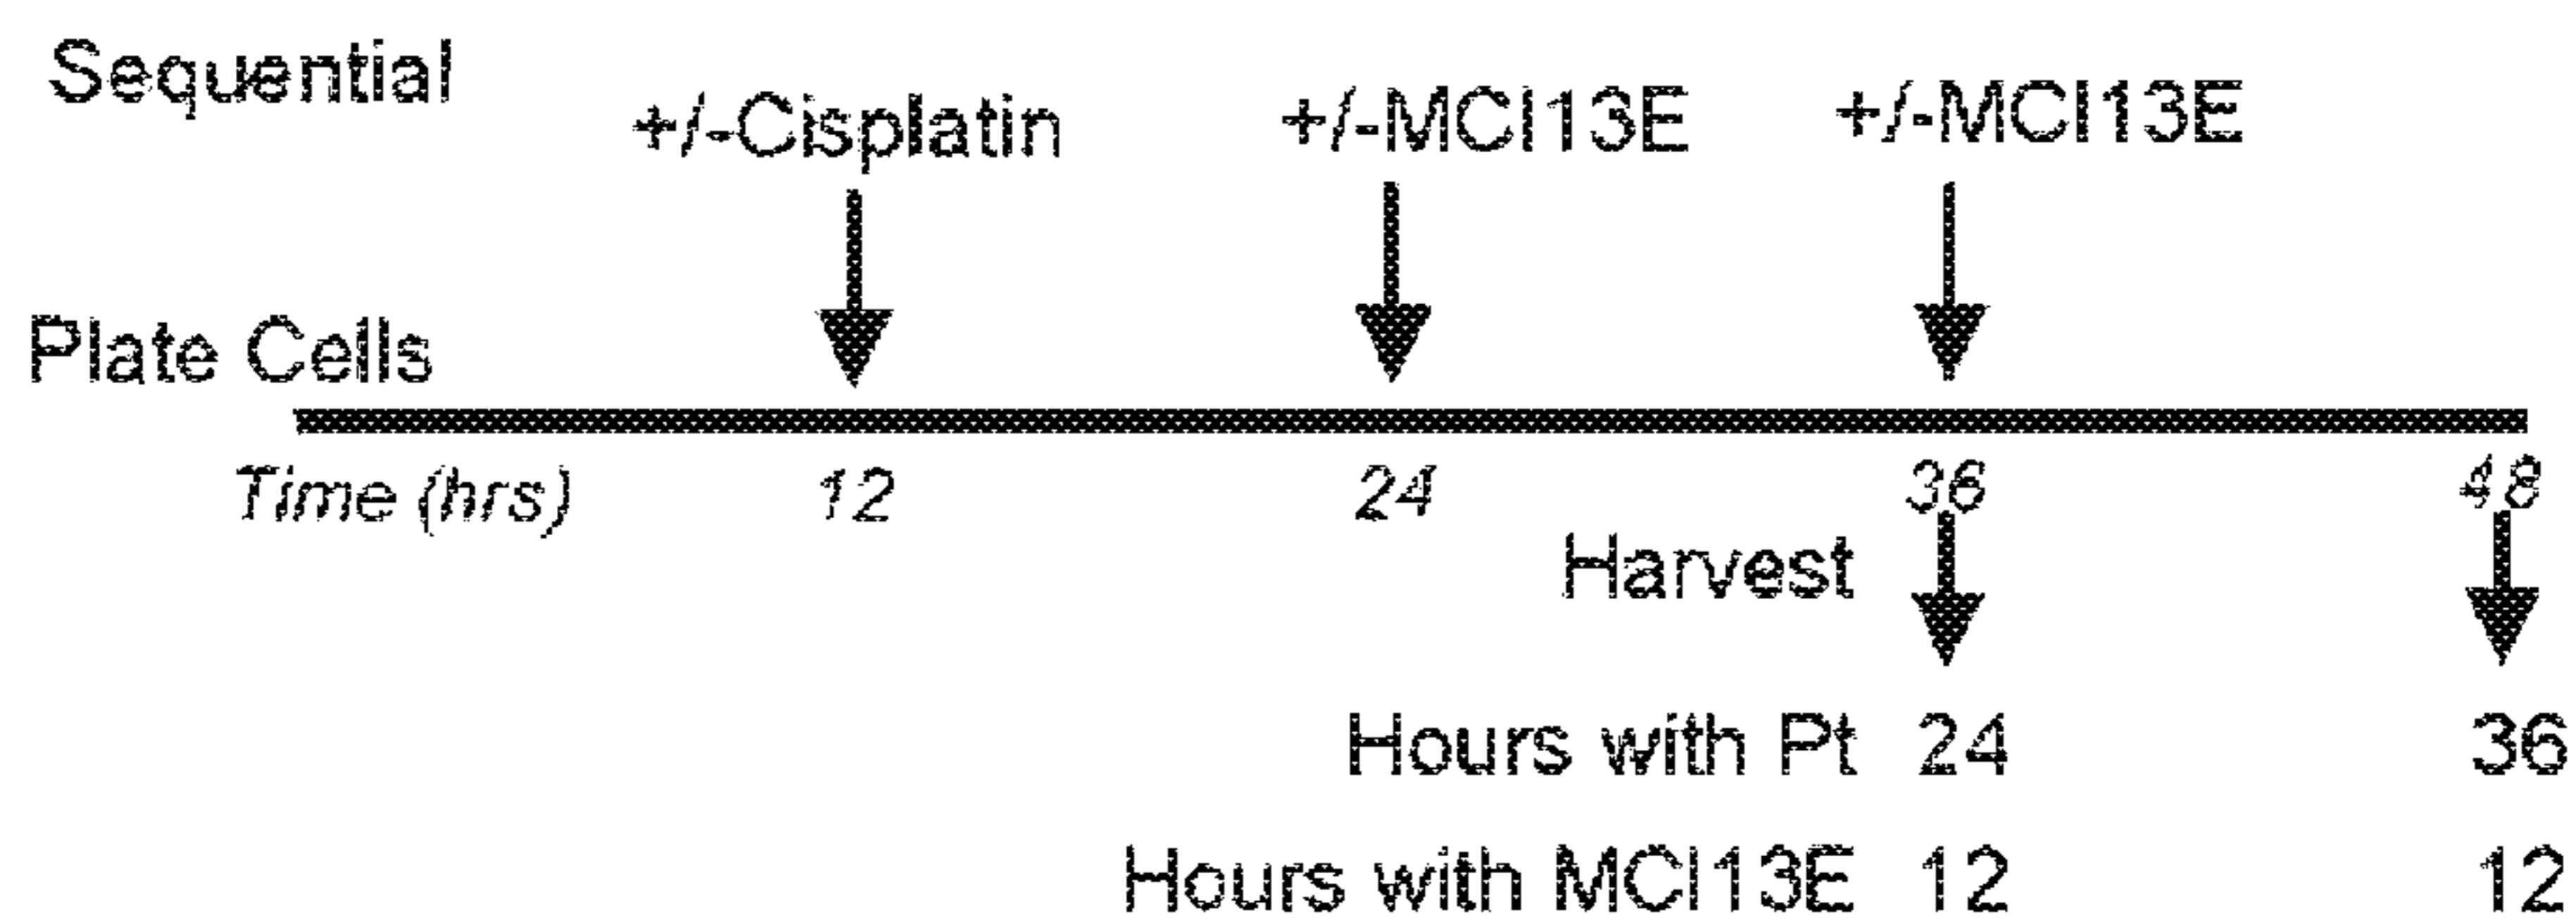 Sequential
+/-Cisplatin +/-MCI13E +/-MCI13E
Plate Cells
Time (hrs) 12 24 36 48
Harvest
Hours with Pt 24 36
Hours with MCI13E 12 12